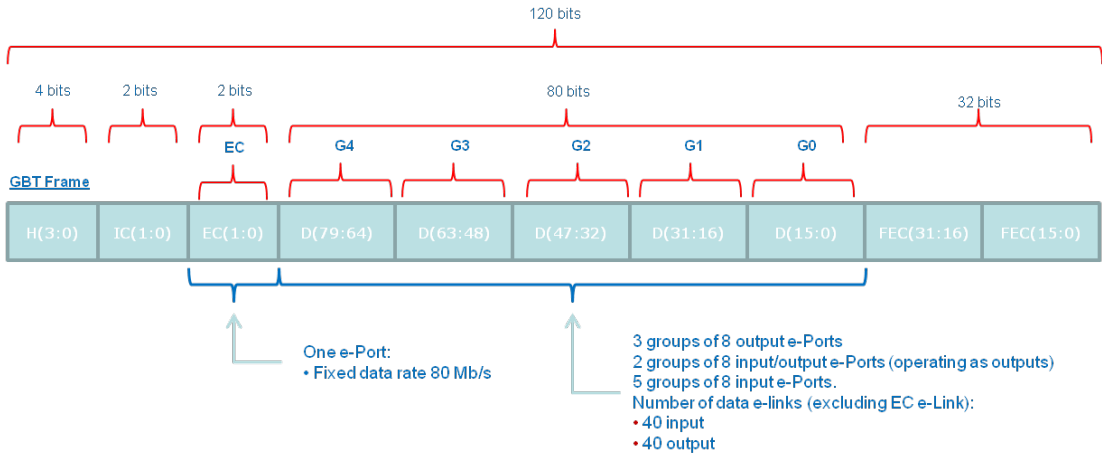 120 bits
4 bits
2 bits
2 bits
80 bits
32 bits
EC
G4
G3
G2
G1
G0
GBT Frame
H(3:0)
IC(1:0)
EC(1:0)
D(79:64)
D(63:48)
D(47:32)
D(31:16)
D(15:0)
FEC(31:16)
FEC(15:0)
One e-Port:
• Fixed data rate 80 Mb/s
3 groups of 8 output e-Ports
2 groups of 8 input/output e-Ports (operating as outputs)
5 groups of 8 input e-Ports.
Number of data e-links (excluding EC e-Link):
• 40 input
• 40 output